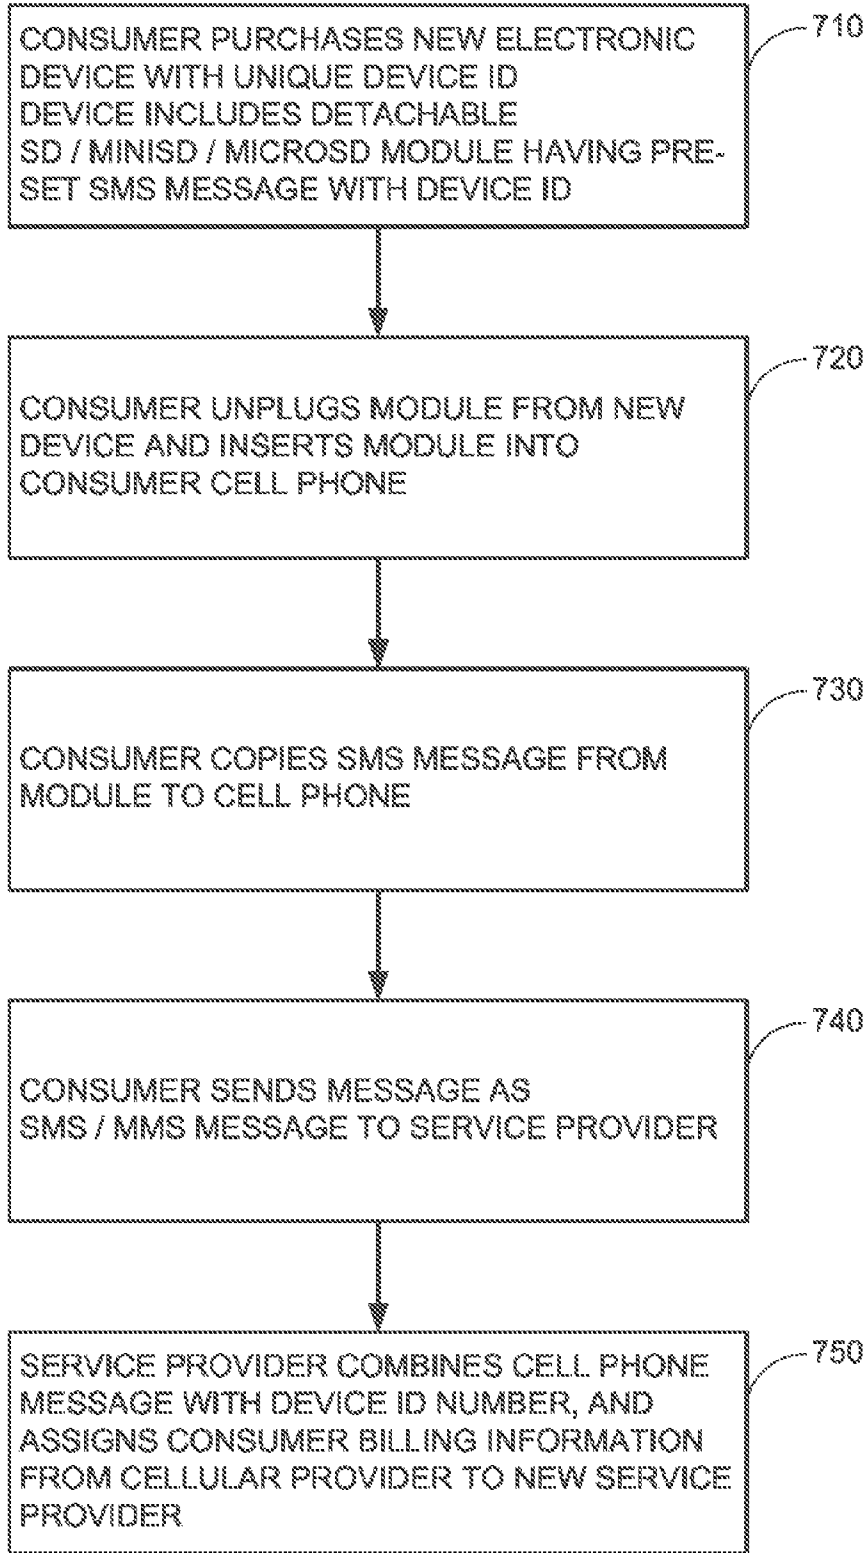 CONSUMER PURCHASES NEW ELECTRONIC
DEVICE WITH UNIQUE DEVICE ID
DEVICE INCLUDES DETACHABLE
SD / MINISD / MICROSD MODULE HAVING PRE-
SET SMS MESSAGE WITH DEVICE ID
710
CONSUMER UNPLUGS MODULE FROM NEW
DEVICE AND INSERTS MODULE INTO
CONSUMER CELL PHONE
720
CONSUMER COPIES SMS MESSAGE FROM
MODULE TO CELL PHONE
730
CONSUMER SENDS MESSAGE AS
SMS / MMS MESSAGE TO SERVICE PROVIDER
740
SERVICE PROVIDER COMBINES CELL PHONE
MESSAGE WITH DEVICE ID NUMBER, AND
ASSIGNS CONSUMER BILLING INFORMATION
FROM CELLULAR PROVIDER TO NEW SERVICE
PROVIDER
750